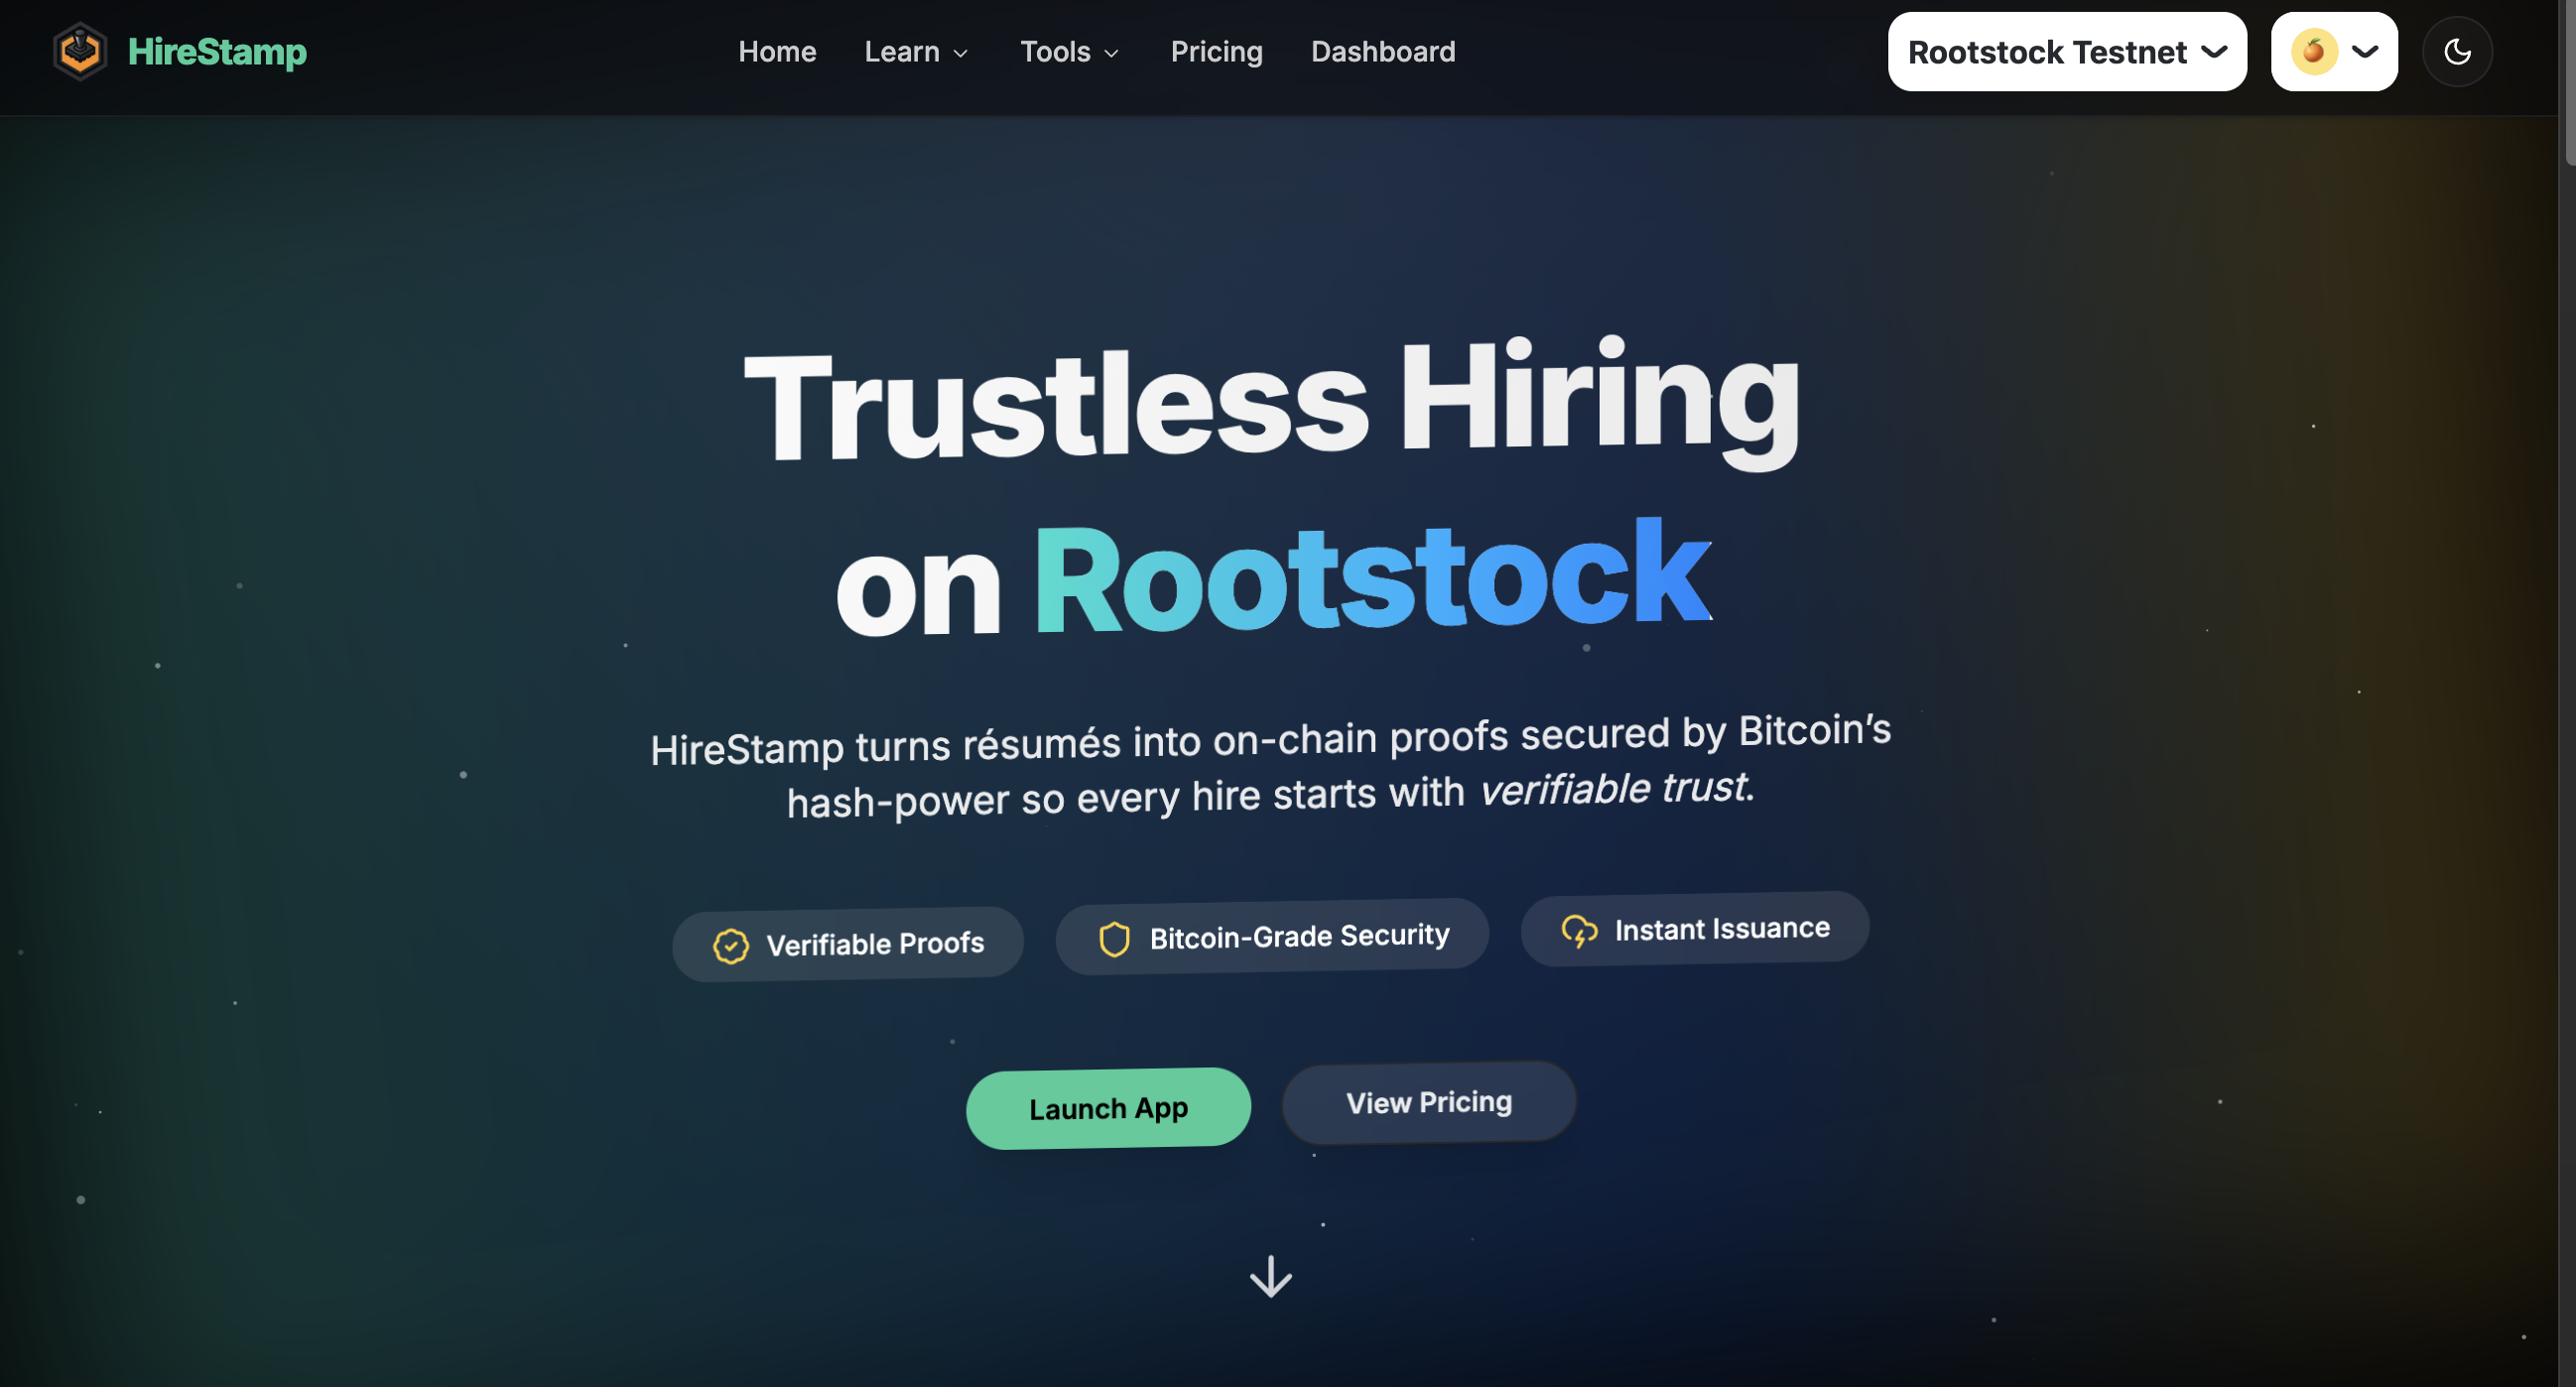 HireStamp
Home
Learn
Tools
Pricing
Dashboard
Rootstock Testnet
Trustless Hiring
on Rootstock
HireStamp turns résumés into on-chain proofs secured by Bitcoin’s
hash-power so every hire starts with verifiable trust.
Verifiable Proofs
Bitcoin-Grade Security
Instant Issuance
Launch App
View Pricing